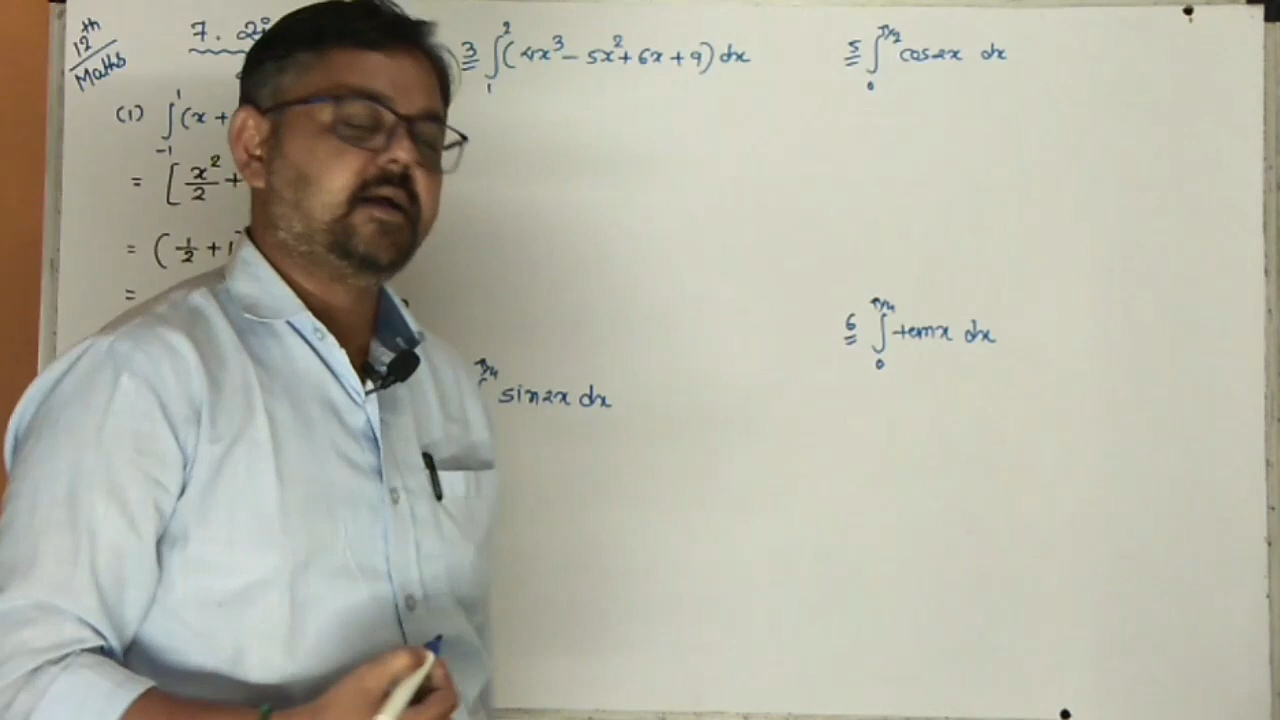 12th
Maths
7. 2i
(1) ∫₋₁¹ (x +
= [x²/2 +
= (1/2 + 1
=
3 ∫₁² (4x³ - 5x² + 6x + 9) dx
sin2x dx
5 ∫₀^π/2 cos2x dx
6 ∫₀^π/4 tanx dx